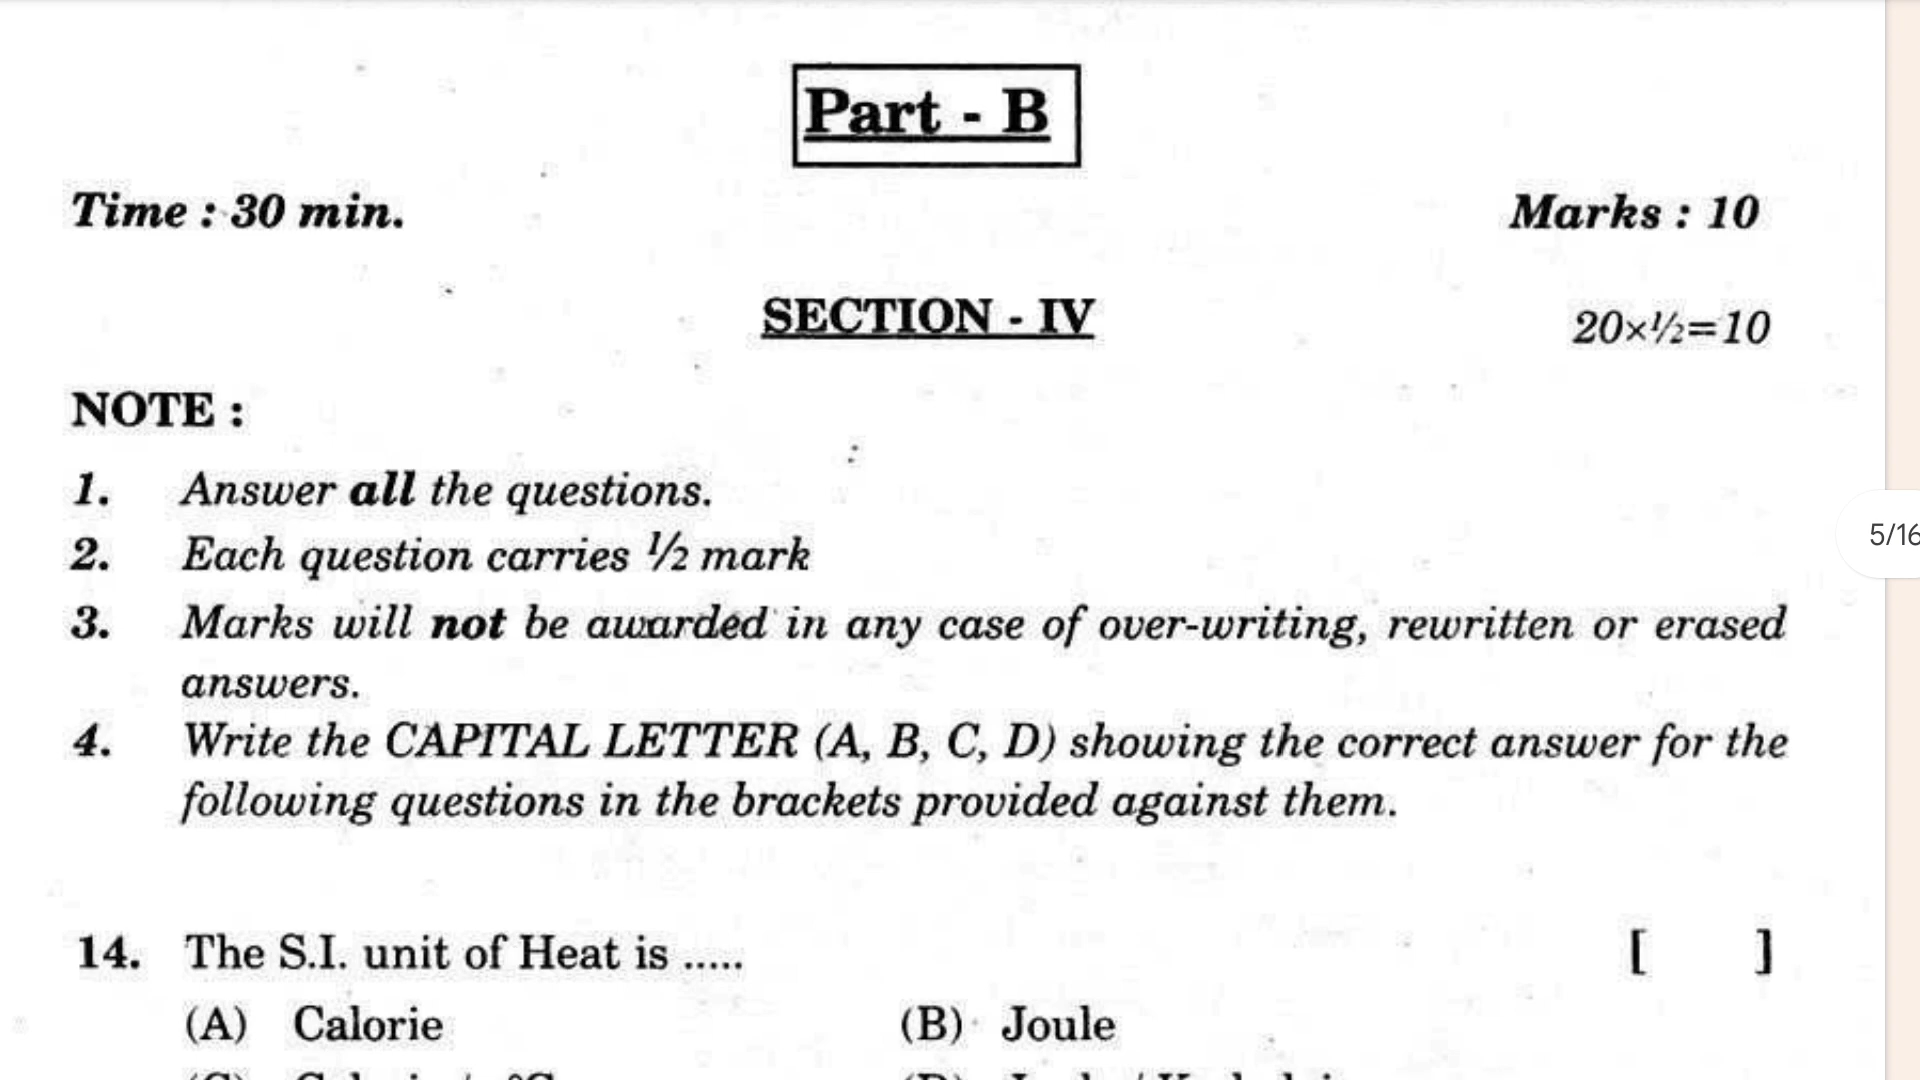 Part - B
Time : 30 min.
Marks : 10
SECTION - IV
20×½=10
NOTE :
1. Answer all the questions.
2. Each question carries ½ mark
3. Marks will not be awarded in any case of over-writing, rewritten or erased
answers.
4. Write the CAPITAL LETTER (A, B, C, D) showing the correct answer for the
following questions in the brackets provided against them.
5/16
14. The S.I. unit of Heat is ..... [ ]
(A) Calorie (B) Joule